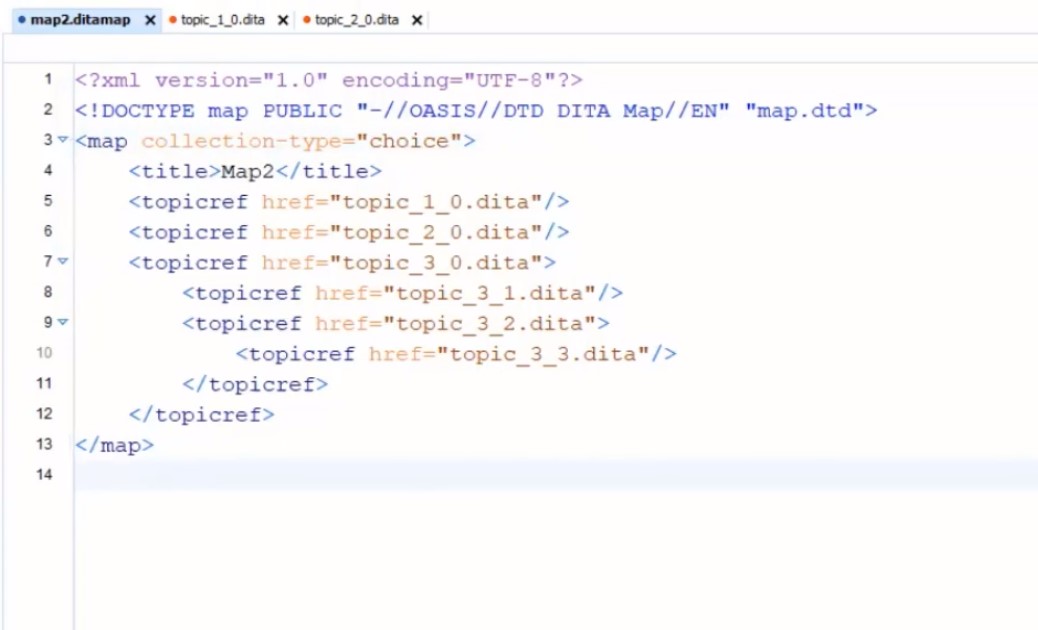 map2.ditamap × topic_1_0.dita × topic_2_0.dita ×
1 <?xml version="1.0" encoding="UTF-8"?>
2 <!DOCTYPE map PUBLIC "-//OASIS//DTD DITA Map//EN" "map.dtd">
3 <map collection-type="choice">
4     <title>Map2</title>
5     <topicref href="topic_1_0.dita"/>
6     <topicref href="topic_2_0.dita"/>
7     <topicref href="topic_3_0.dita">
8         <topicref href="topic_3_1.dita"/>
9         <topicref href="topic_3_2.dita">
10             <topicref href="topic_3_3.dita"/>
11         </topicref>
12     </topicref>
13 </map>
14